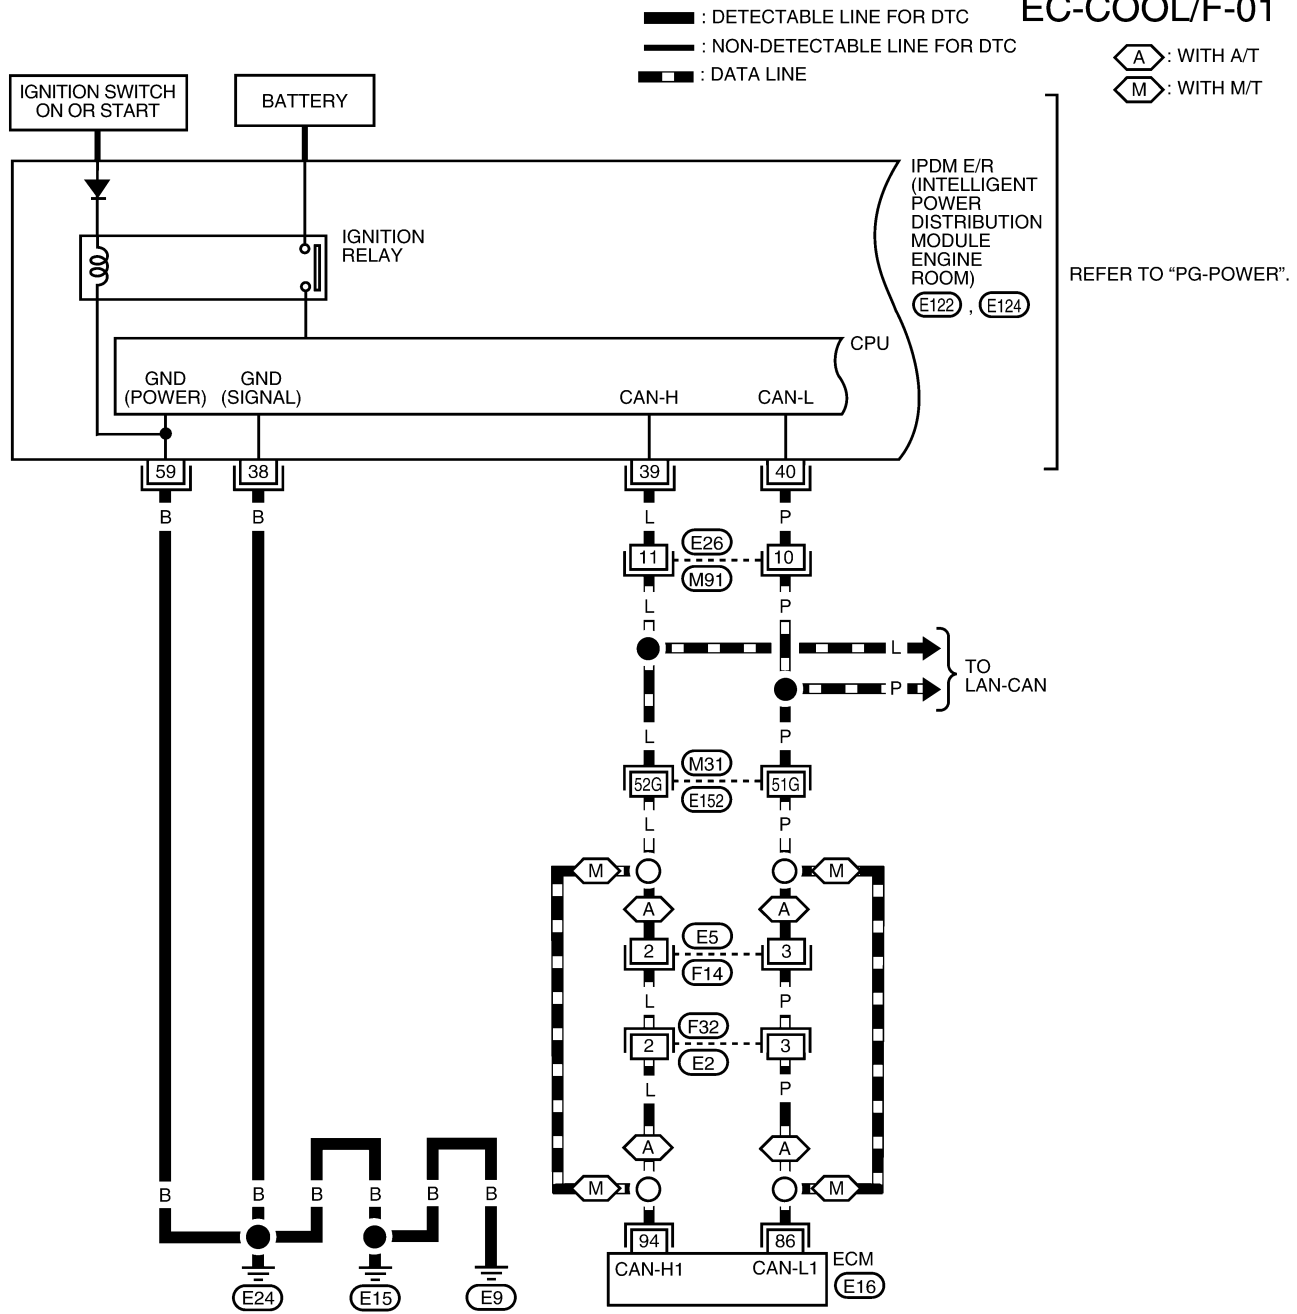 EC-COOL/F-01
: DETECTABLE LINE FOR DTC
: NON-DETECTABLE LINE FOR DTC
: DATA LINE
A : WITH A/T
M : WITH M/T
IGNITION SWITCH
ON OR START
BATTERY
IGNITION
RELAY
IPDM E/R
(INTELLIGENT
POWER
DISTRIBUTION
MODULE
ENGINE
ROOM)
E122 , E124
REFER TO “PG-POWER”.
CPU
GND
(POWER)
GND
(SIGNAL)
CAN-H
CAN-L
59 38 39 40
B B L P
11 E26 10
M91
L P
L
P
TO
LAN-CAN
L P
M31
52G 51G
E152
L P
M M
A A
E5
2 3
F14
L P
F32
2 3
E2
L P
A A
M M
B B B B B B
94 86
CAN-H1 CAN-L1
ECM
E16
E24 E15 E9